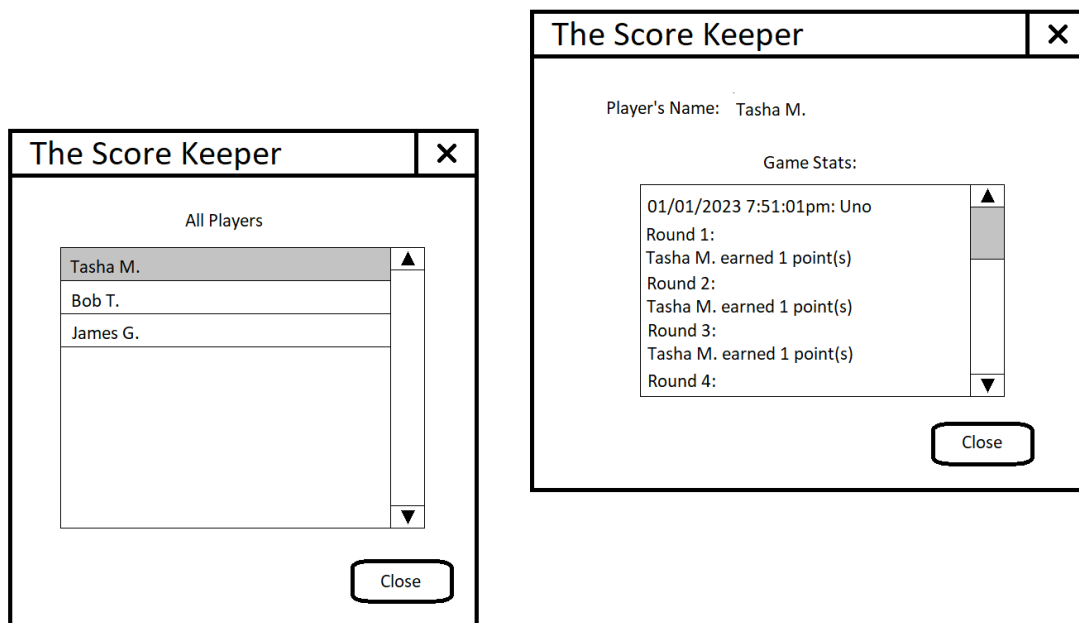 The Score Keeper
All Players
Tasha M.
Bob T.
James G.
Close
The Score Keeper
Player's Name: Tasha M.
Game Stats:
01/01/2023 7:51:01pm: Uno
Round 1:
Tasha M. earned 1 point(s)
Round 2:
Tasha M. earned 1 point(s)
Round 3:
Tasha M. earned 1 point(s)
Round 4:
Close